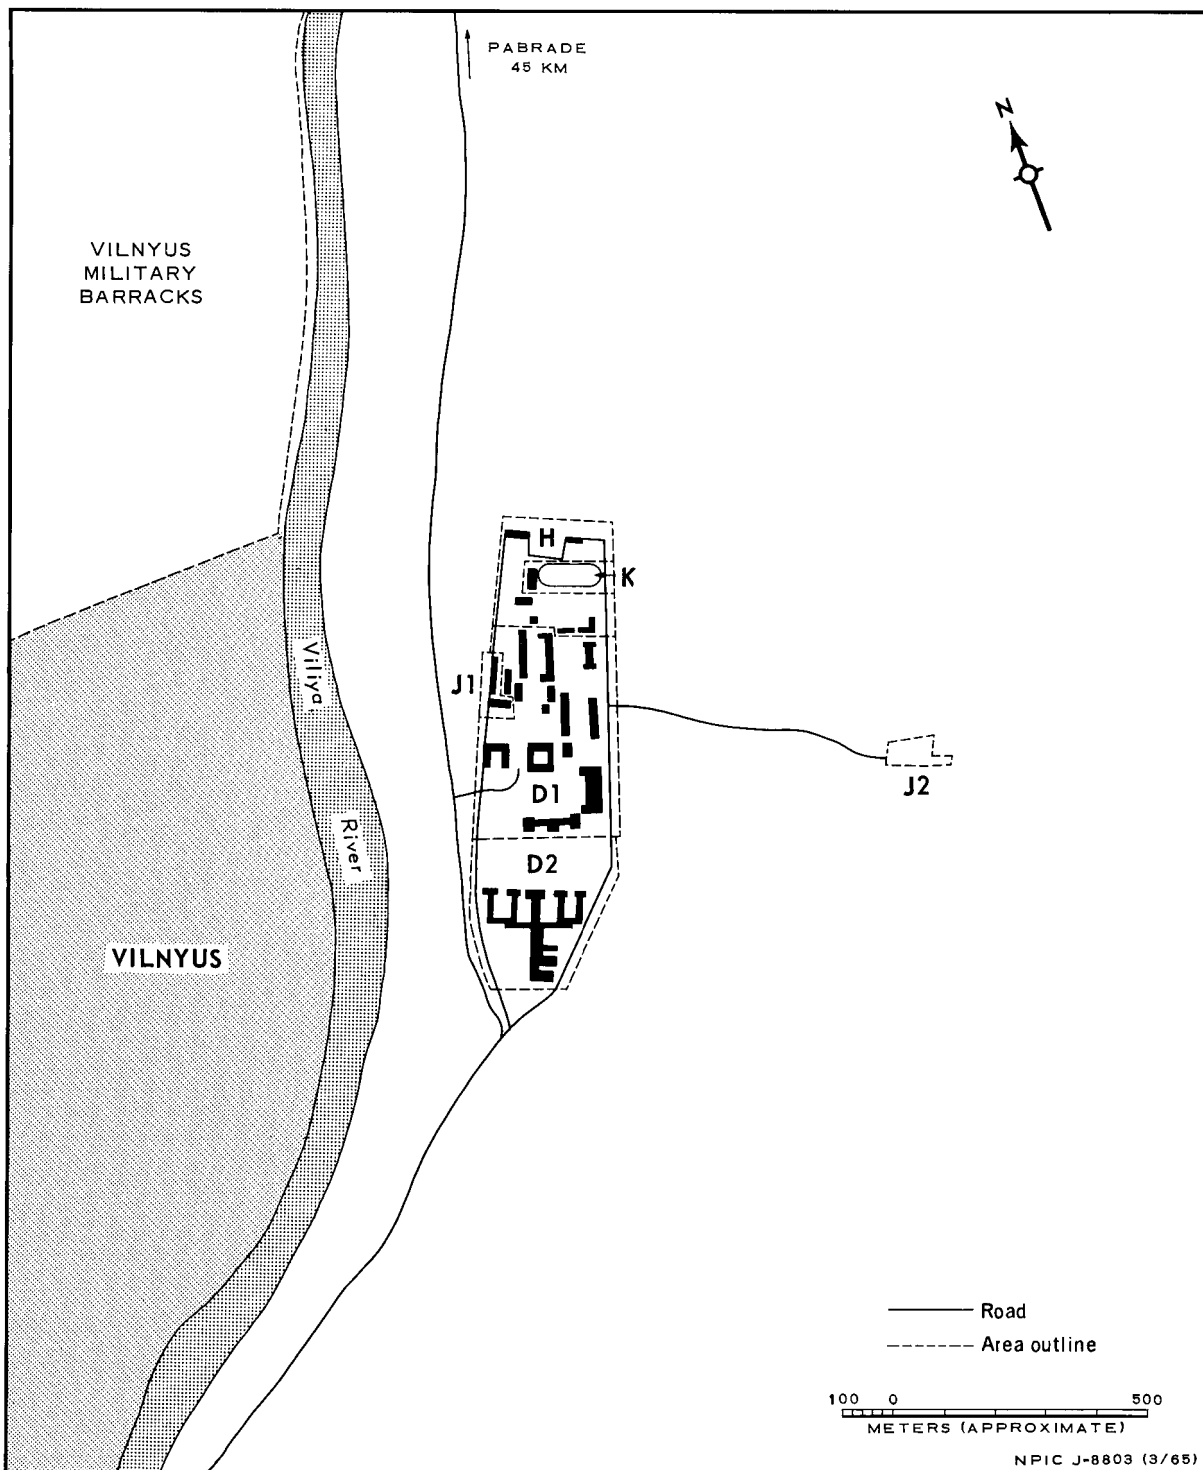 PABRADE
45 KM
N
VILNYUS
MILITARY
BARRACKS
H
K
Viliya
J1
J2
D1
River
D2
VILNYUS
Road
Area outline
100 0 500
METERS (APPROXIMATE)
NPIC J-8803 (3/65)